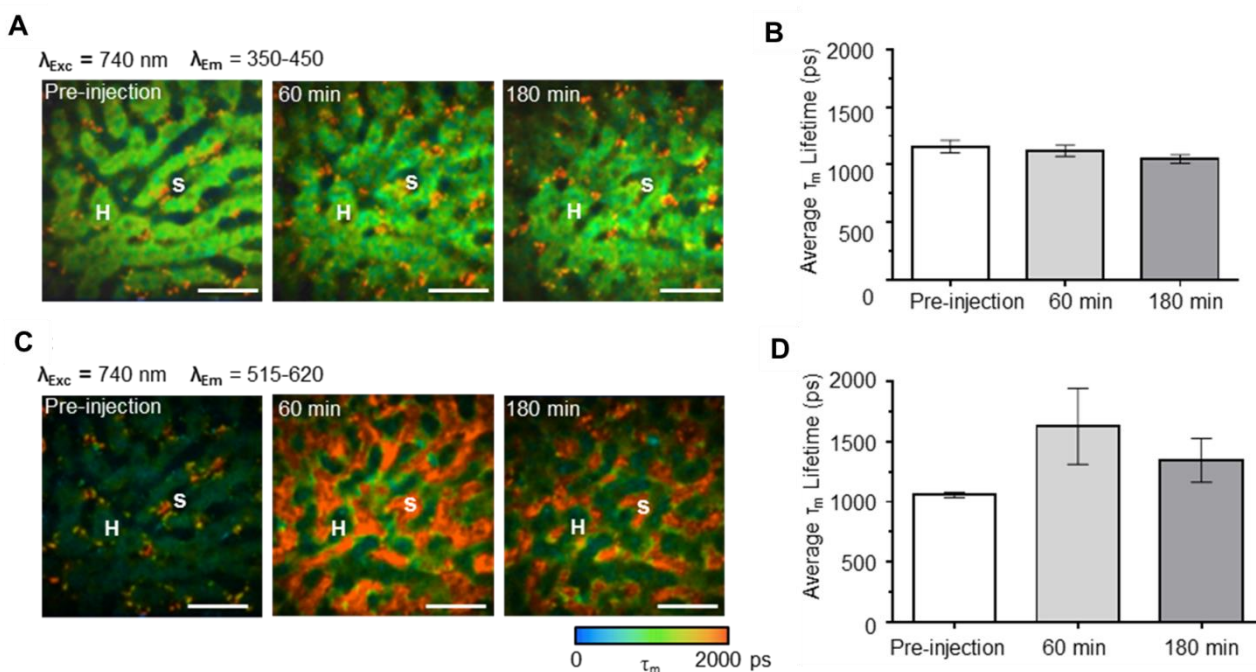 A
λExc = 740 nm λEm = 350-450
Pre-injection
60 min
180 min
H
S
H
S
H
S
B
Average τm Lifetime (ps)
2000
1500
1000
500
0
Pre-injection
60 min
180 min
C
λExc = 740 nm λEm = 515-620
Pre-injection
60 min
180 min
H
S
H
S
H
S
0 τm 2000 ps
D
Average τm Lifetime (ps)
2000
1500
1000
500
0
Pre-injection
60 min
180 min